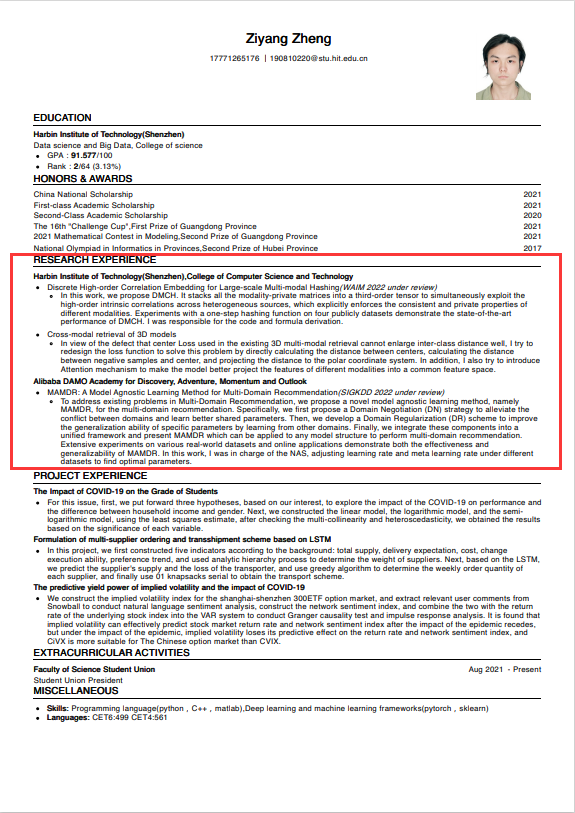 Ziyang Zheng
17771265176 | 190810220@stu.hit.edu.cn
EDUCATION
Harbin Institute of Technology(Shenzhen)
Data science and Big Data, College of science
• GPA : 91.577/100
• Rank : 2/64 (3.13%)
HONORS & AWARDS
China National Scholarship 2021
First-class Academic Scholarship 2021
Second-Class Academic Scholarship 2020
The 16th "Challenge Cup",First Prize of Guangdong Province 2021
2021 Mathematical Contest in Modeling,Second Prize of Guangdong Province 2021
National Olympiad in Informatics in Provinces,Second Prize of Hubei Province 2017
RESEARCH EXPERIENCE
Harbin Institute of Technology(Shenzhen),College of Computer Science and Technology
• Discrete High-order Correlation Embedding for Large-scale Multi-modal Hashing(WAIM 2022 under review)
In this work, we propose DMCH. It stacks all the modality-private matrices into a third-order tensor to simultaneously exploit the
high-order intrinsic correlations across heterogeneous sources, which explicitly enforces the consistent and private propreties of
different modalities. Experiments with a one-step hashing function on four publicly datasets demonstrate the state-of-the-art
performance of DMCH. I was responsible for the code and formula derivation.
• Cross-modal retrieval of 3D models
In view of the defect that center Loss used in the existing 3D multi-modal retrieval cannot enlarge inter-class distance well, I try to
redesign the loss function to solve this problem by directly calculating the distance between centers, calculating the distance
between negative samples and center, and projecting the distance to the polar coordinate system. In addition, I also try to introduce
Attention mechanism to make the model better project the features of different modalities into a common feature space.
Alibaba DAMO Academy for Discovery, Adventure, Momentum and Outlook
• MAMDR: A Model Agnostic Learning Method for Multi-Domain Recommendation(SIGKDD 2022 under review)
To address existing problems Multi-Domain recommendation, we propose a novel model agnostic learning method, namely
MAMDR, for the multi-domain recommendation. Specifically, we first propose a Domain Negotiation (DN) strategy to alleviate the
conflict between domains and learn better shared parameters. Then, we develop a Domain Regularization (DR) scheme to improve
the generalization ability of specific parameters by learning from other domains. Finally, we integrate these components into a
unified framework and present MAMDR which can be applied to any model structure to perform multi-domain recommendation.
Extensive experiments on various real-world datasets and online applications demonstrate both the effectiveness and
generalizability of MAMDR. In this work, I was in charge of the NAS, adjusting learning rate and meta learning rate under different
datasets to find optimal parameters.
PROJECT EXPERIENCE
The Impact of COVID-19 on the Grade of Students
• For this issue, first, we put forward three hypotheses, based on our interest, to explore the impact of the COVID-19 on performance and
the difference between household income and gender. Next, we constructed the linear model, the logarithmic model, and the semi-
logarithmic model, using the least squares estimate, after checking the multi-collinearity and heteroscedasticity, we obtained the results
based on the significance of each variable.
Formulation of multi-supplier ordering and transshipment scheme based on LSTM
• In this project, we first constructed five indicators according to the background: total supply, delivery expectation, cost, change
execution ability, preference trend, and used analytic hierarchy process to determine the weight of suppliers. Next, based on the LSTM,
we predict the supplier's supply and the loss of the transporter, and use greedy algorithm to determine the weekly order quantity of
each supplier, and finally use 01 knapsacks serial to obtain the transport scheme.
The predictive yield power of implied volatility and the impact of COVID-19
• We construct the implied volatility index for the shanghai-shenzhen 300ETF option market, and extract relevant user comments from
Snowball to conduct natural language sentiment analysis, construct the network sentiment index, and combine the two with the return
rate of the underlying stock index into the VAR system to conduct Granger causality test and impulse response analysis. It is found that
implied volatility can effectively predict stock market return rate and network sentiment index after the impact of the epidemic recedes,
but under the impact of the epidemic, implied volatility loses its predictive effect on the return rate and network sentiment index, and
CiVX is more suitable for The Chinese option market than CVIX.
EXTRACURRICULAR ACTIVITIES
Faculty of Science Student Union Aug 2021 - Present
Student Union President
MISCELLANEOUS
• Skills: Programming language(python , C++ , matlab),Deep learning and machine learning frameworks(pytorch , sklearn)
• Languages: CET6:499 CET4:561